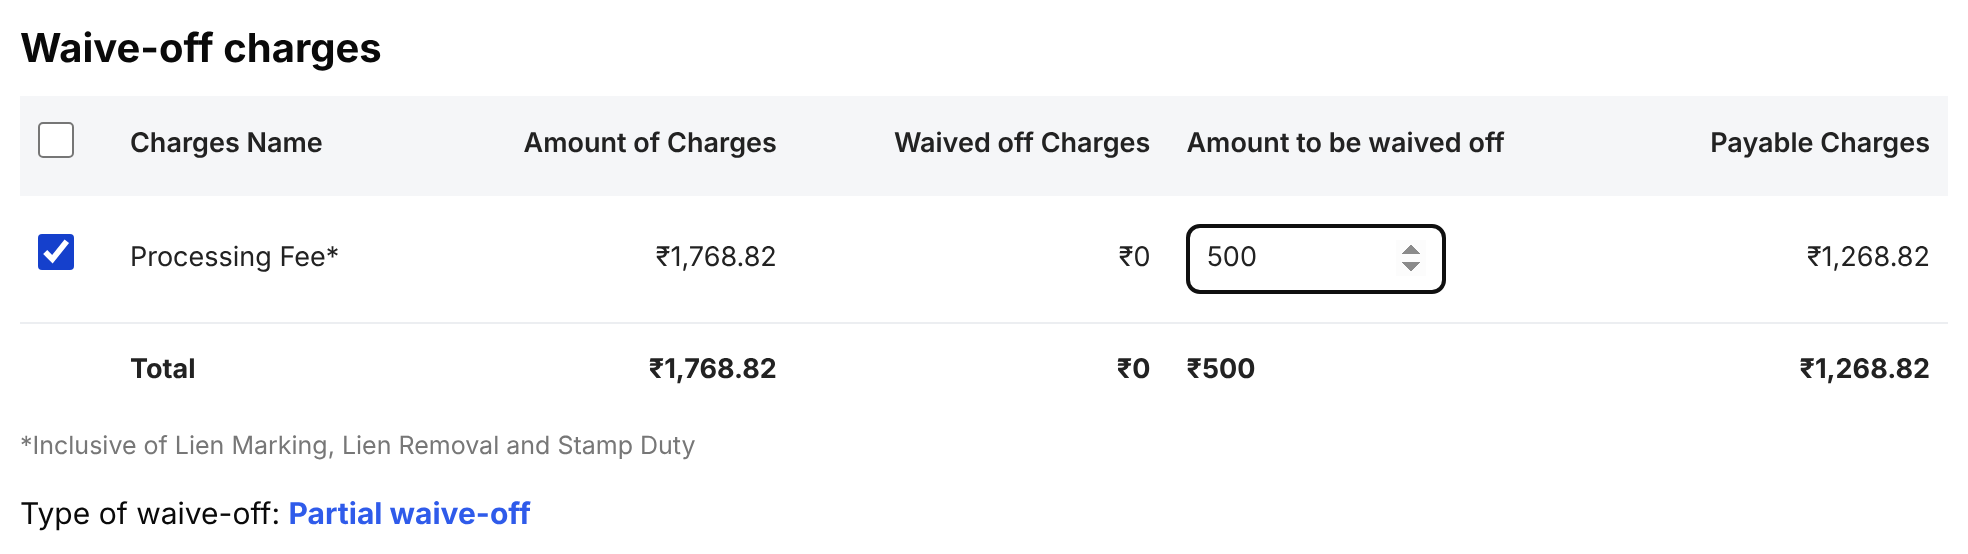 Waive-off charges
Charges Name Amount of Charges Waived off Charges Amount to be waived off Payable Charges
Processing Fee* ₹1,768.82 ₹0 500 ₹1,268.82
Total ₹1,768.82 ₹0 ₹500 ₹1,268.82
*Inclusive of Lien Marking, Lien Removal and Stamp Duty
Type of waive-off: Partial waive-off